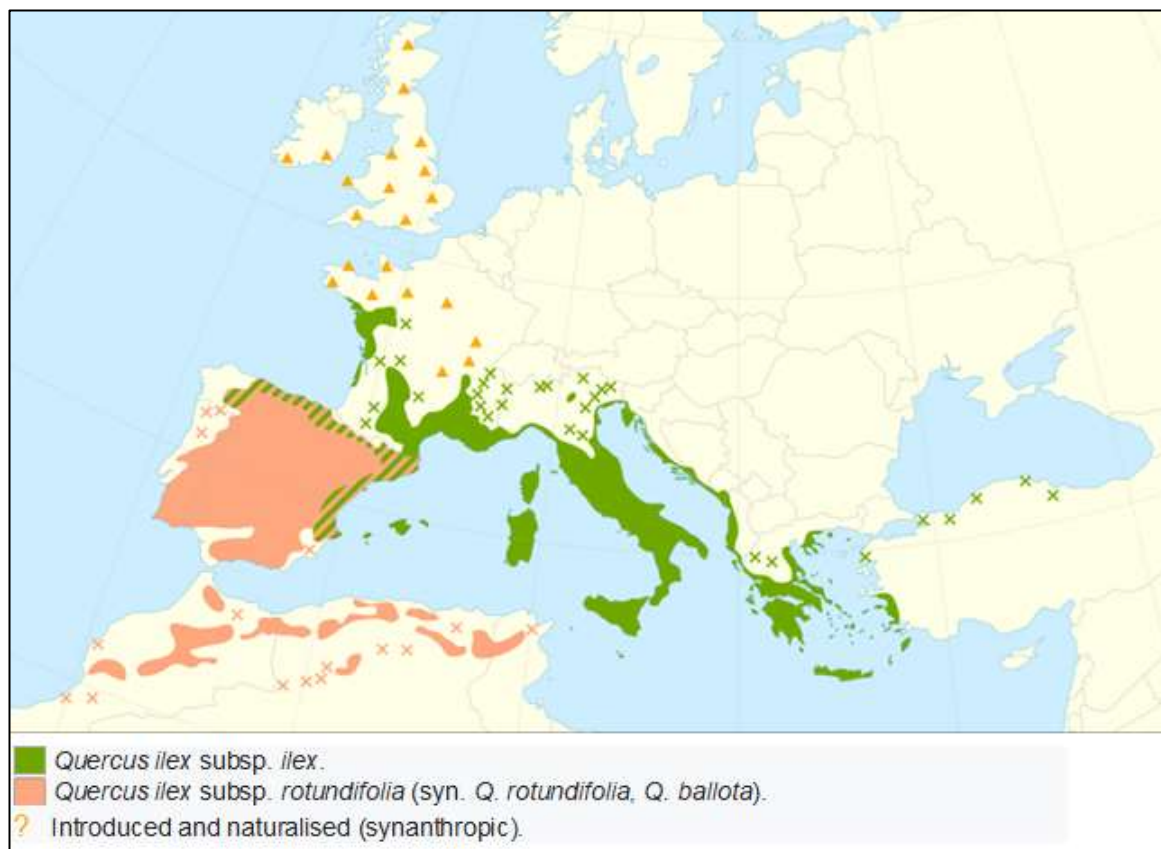 Quercus ilex subsp. ilex.
Quercus ilex subsp. rotundifolia (syn. Q. rotundifolia, Q. ballota).
? Introduced and naturalised (synanthropic).